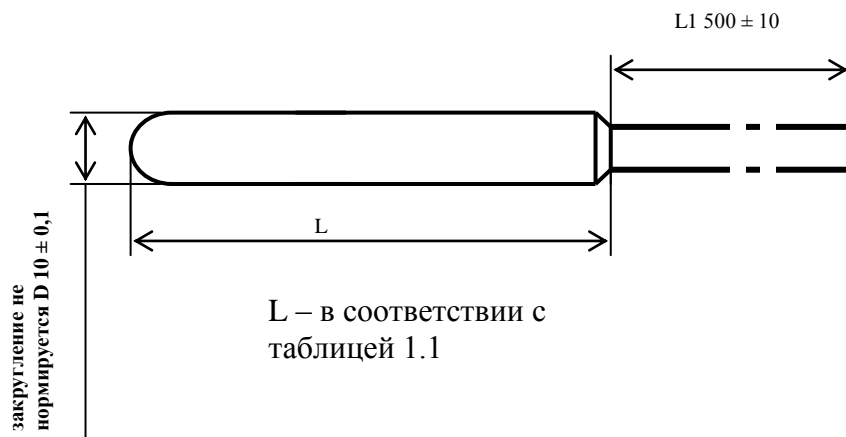 L1 500 ± 10
L
L – в соответствии с
таблицей 1.1
закругление не
нормируется D 10 ± 0,1